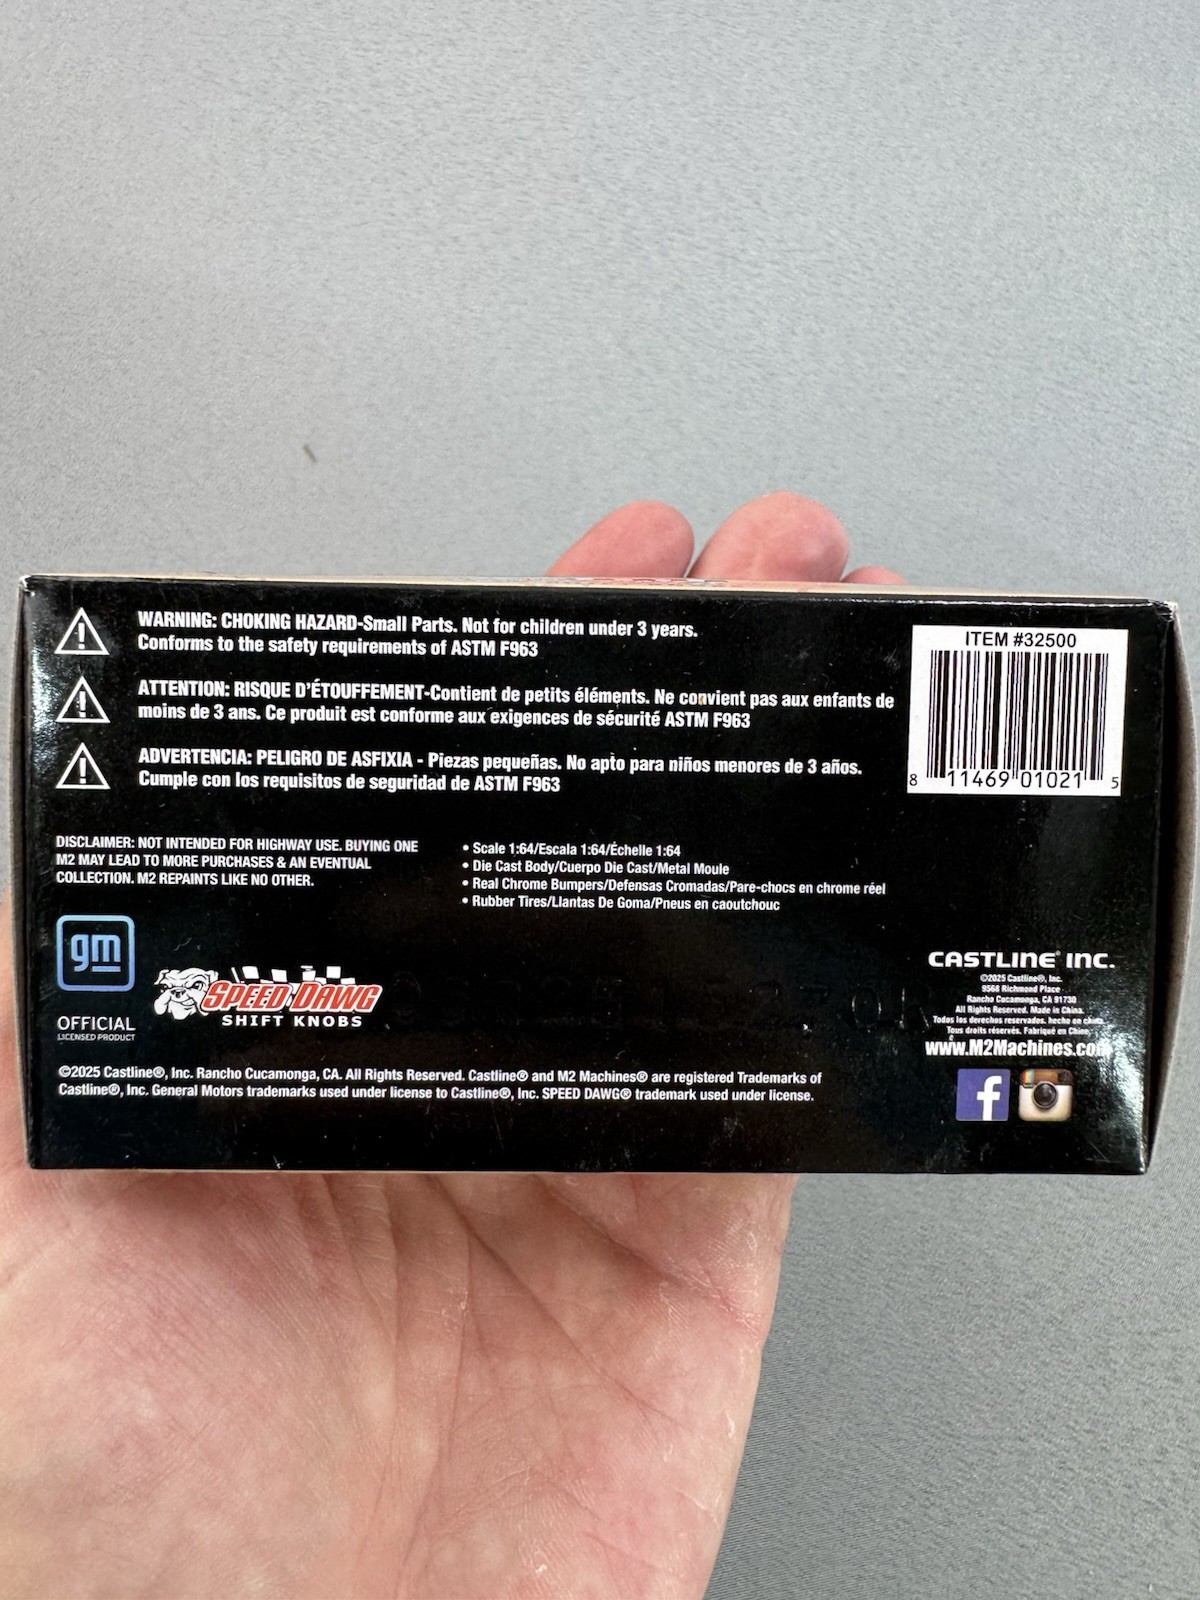 WARNING: CHOKING HAZARD-Small Parts. Not for children under 3 years.
Conforms to the safety requirements of ASTM F963
ATTENTION: RISQUE D'ÉTOUFFEMENT-Contient de petits éléments. Ne convient pas aux enfants de
moins de 3 ans. Ce produit est conforme aux exigences de sécurité ASTM F963
ADVERTENCIA: PELIGRO DE ASFIXIA - Piezas pequeñas. No apto para niños menores de 3 años.
Cumple con los requisitos de seguridad de ASTM F963
ITEM #32500
8 11469 01021 5
DISCLAIMER: NOT INTENDED FOR HIGHWAY USE. BUYING ONE
M2 MAY LEAD TO MORE PURCHASES & AN EVENTUAL
COLLECTION. M2 REPAINTS LIKE NO OTHER.
• Scale 1:64/Escala 1:64/Échelle 1:64
• Die Cast Body/Cuerpo Die Cast/Metal Moule
• Real Chrome Bumpers/Defensas Cromadas/Pare-chocs en chrome réel
• Rubber Tires/Llantas De Goma/Pneus en caoutchouc
gm
OFFICIAL
LICENSED PRODUCT
SPEED DAWG
SHIFT KNOBS
CASTLINE® INC.
©2025 Castline®, Inc.
9568 Richmond Place
Rancho Cucamonga, CA 91730
All Rights Reserved. Made in China.
Todos los derechos reservados. hecho en china.
Tous droits réservés. Fabriqué en Chine.
www.M2Machines.com
f
©2025 Castline®, Inc. Rancho Cucamonga, CA. All Rights Reserved. Castline® and M2 Machines® are registered Trademarks of
Castline®, Inc. General Motors trademarks used under license to Castline®, Inc. SPEED DAWG® trademark used under license.